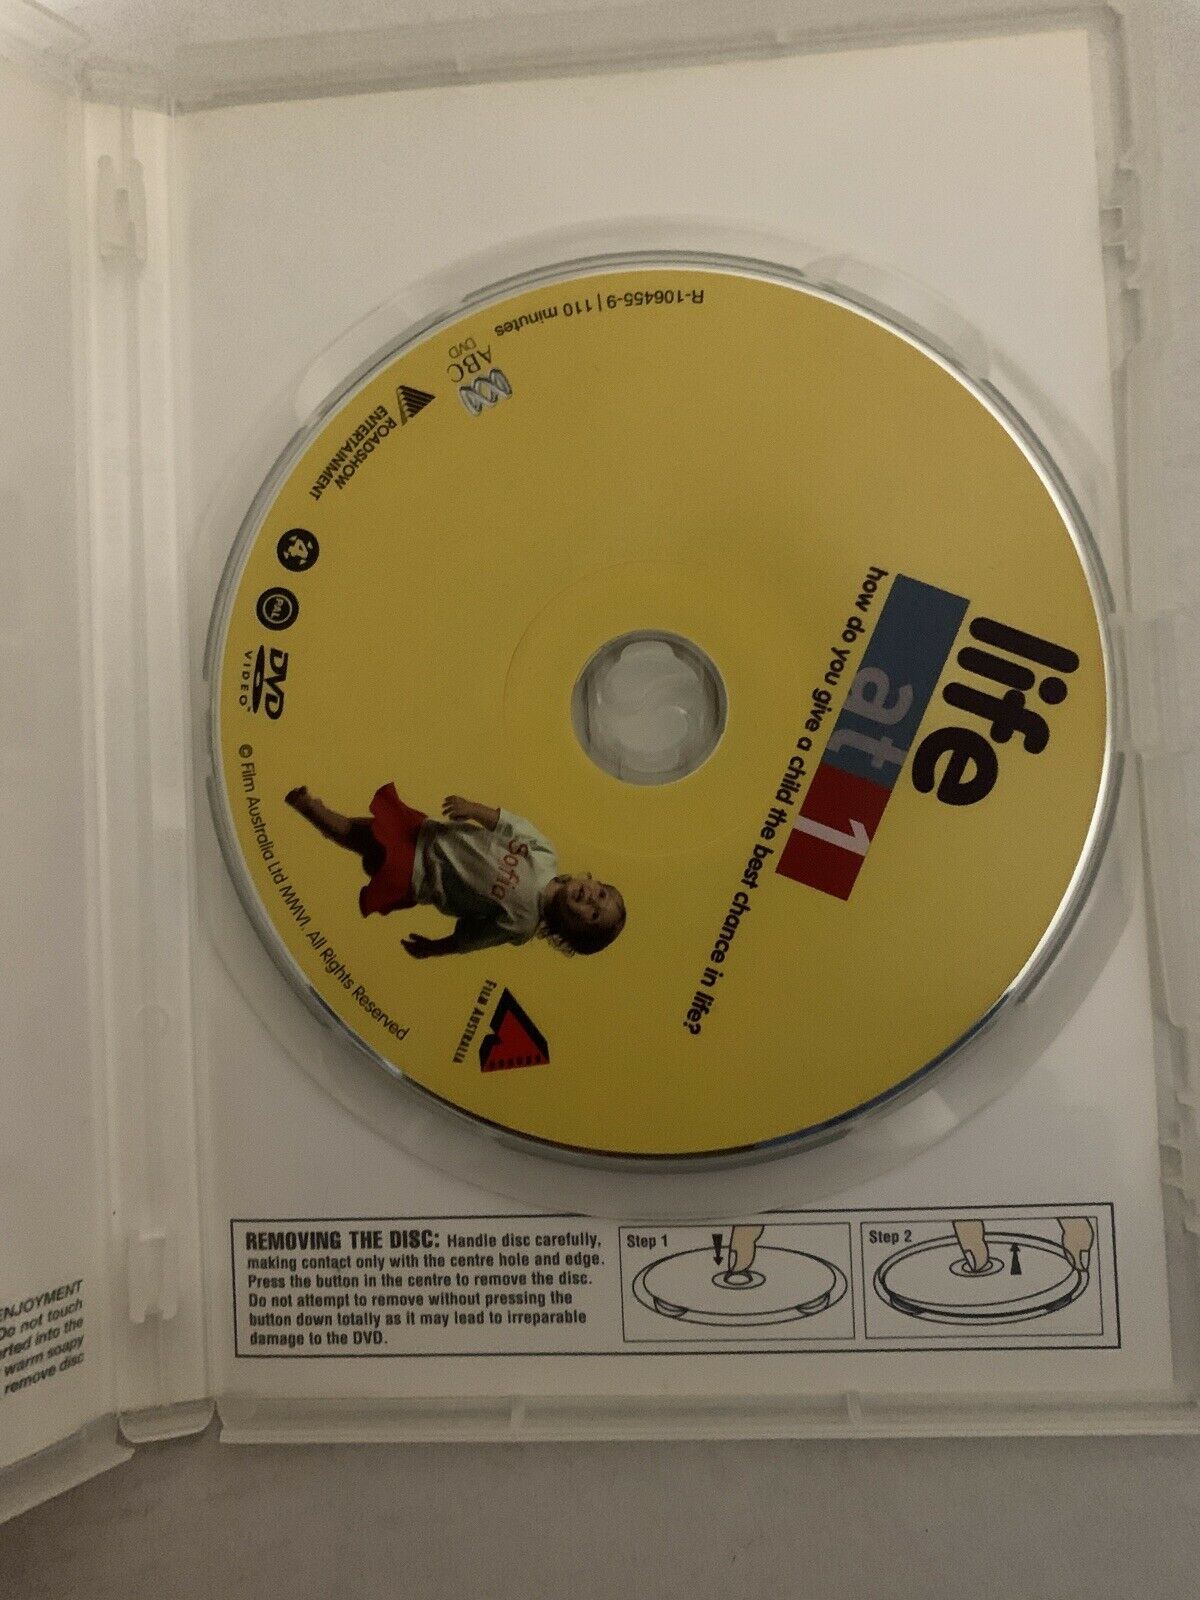 life
at 1
how do you give a child the best chance in life?
R-106455-9 | 110 minutes
ABC
DVD
ROADSHOW
ENTERTAINMENT
4
PAL
DVD
VIDEO™
© Film Australia Ltd MMVI. All Rights Reserved
Sofia
FILM AUSTRALIA
REMOVING THE DISC: Handle disc carefully,
making contact only with the centre hole and edge.
Press the button in the centre to remove the disc.
Do not attempt to remove without pressing the
button down totally as it may lead to irreparable
damage to the DVD.
Step 1
Step 2
ENJOYMENT
Do not touch
rted into the
warm soapy
remove disc